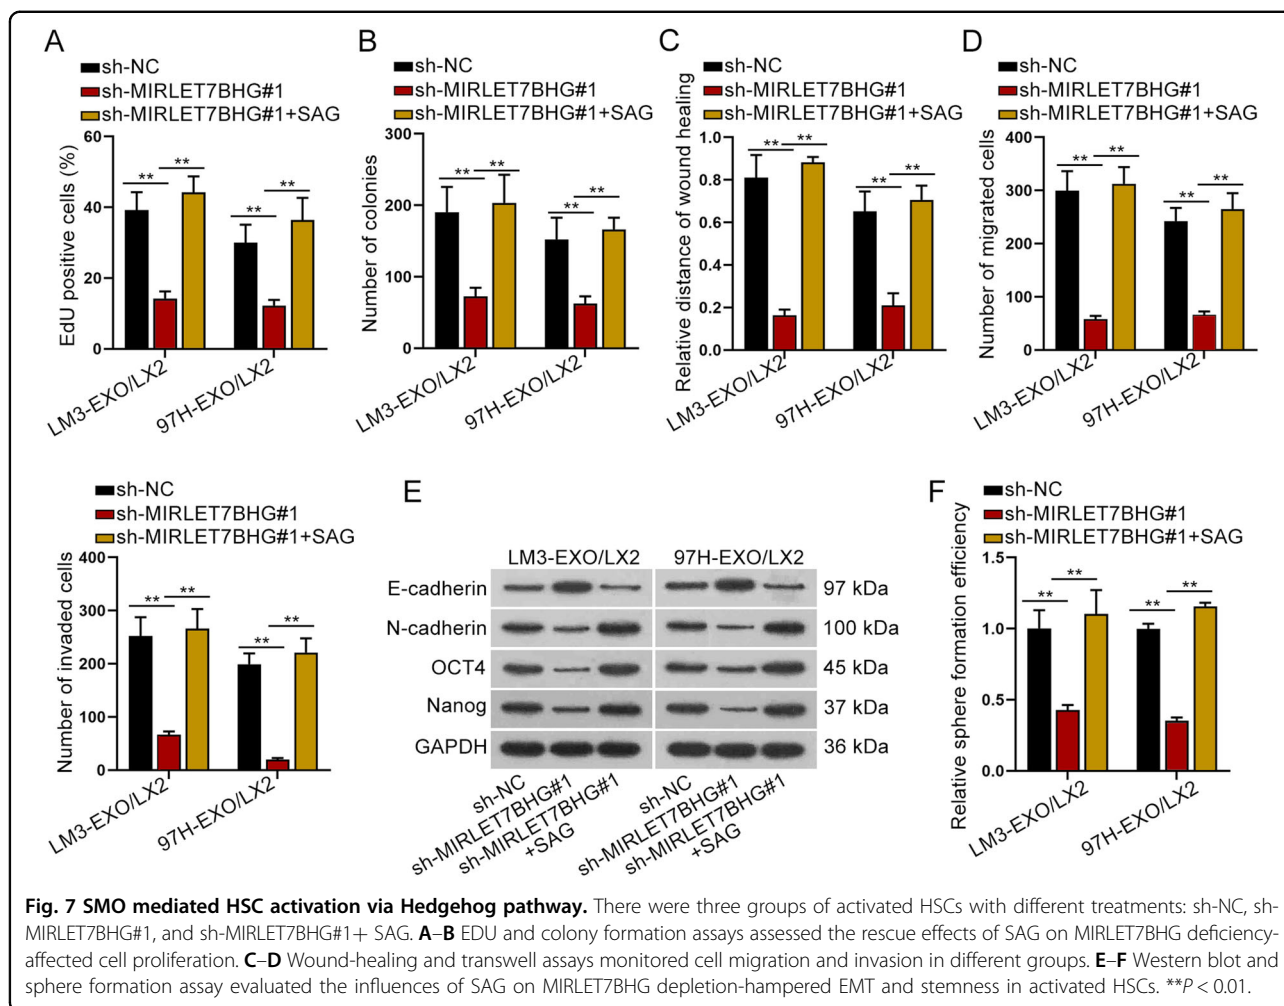 A
sh-NC
sh-MIRLET7BHG#1
sh-MIRLET7BHG#1+SAG
EdU positive cells (%)
60
40
20
0
**
**
**
**
LM3-EXO/LX2
97H-EXO/LX2
B
sh-NC
sh-MIRLET7BHG#1
sh-MIRLET7BHG#1+SAG
Number of colonies
300
200
100
0
**
**
**
**
LM3-EXO/LX2
97H-EXO/LX2
C
sh-NC
sh-MIRLET7BHG#1
sh-MIRLET7BHG#1+SAG
Relative distance of wound healing
1.0
0.8
0.6
0.4
0.2
0.0
**
**
**
**
LM3-EXO/LX2
97H-EXO/LX2
D
sh-NC
sh-MIRLET7BHG#1
sh-MIRLET7BHG#1+SAG
Number of migrated cells
400
300
200
100
0
**
**
**
**
LM3-EXO/LX2
97H-EXO/LX2
sh-NC
sh-MIRLET7BHG#1
sh-MIRLET7BHG#1+SAG
Number of invaded cells
400
300
200
100
0
**
**
**
**
LM3-EXO/LX2
97H-EXO/LX2
E
LM3-EXO/LX2 97H-EXO/LX2
E-cadherin 97 kDa
N-cadherin 100 kDa
OCT4 45 kDa
Nanog 37 kDa
GAPDH 36 kDa
sh-NC
sh-MIRLET7BHG#1
sh-MIRLET7BHG#1
+SAG
sh-NC
sh-MIRLET7BHG#1
sh-MIRLET7BHG#1
+SAG
F
sh-NC
sh-MIRLET7BHG#1
sh-MIRLET7BHG#1+SAG
Relative sphere formation efficiency
1.5
1.0
0.5
0.0
**
**
**
**
LM3-EXO/LX2
97H-EXO/LX2
Fig. 7 SMO mediated HSC activation via Hedgehog pathway. There were three groups of activated HSCs with different treatments: sh-NC, sh-
MIRLET7BHG#1, and sh-MIRLET7BHG#1+ SAG. A–B EDU and colony formation assays assessed the rescue effects of SAG on MIRLET7BHG deficiency-
affected cell proliferation. C–D Wound-healing and transwell assays monitored cell migration and invasion in different groups. E–F Western blot and
sphere formation assay evaluated the influences of SAG on MIRLET7BHG depletion-hampered EMT and stemness in activated HSCs. **P < 0.01.